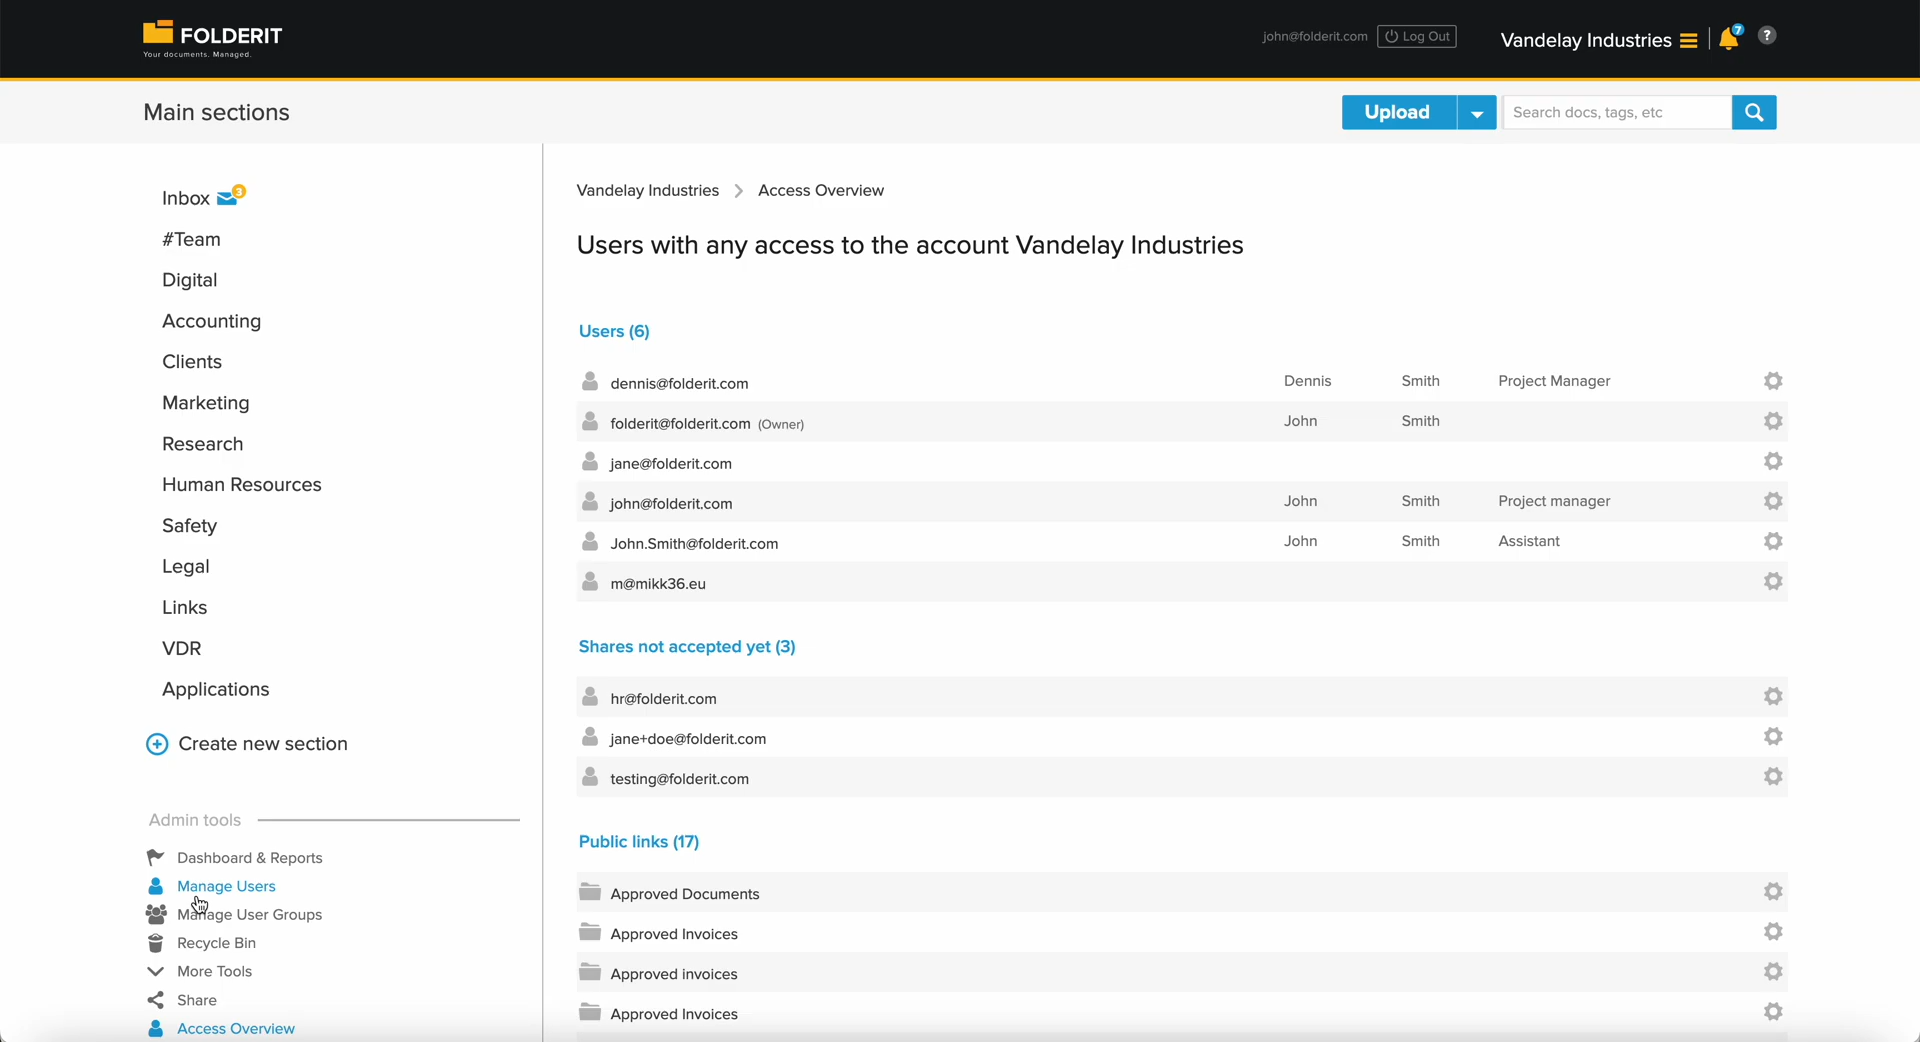 FOLDERIT
Your documents. Managed.
john@folderit.com
Log Out
Vandelay Industries
7
?
Main sections
Upload
Search docs, tags, etc
Inbox
3
#Team
Digital
Accounting
Clients
Marketing
Research
Human Resources
Safety
Legal
Links
VDR
Applications
Create new section
Admin tools
Dashboard & Reports
Manage Users
Manage User Groups
Recycle Bin
More Tools
Share
Access Overview
Vandelay Industries > Access Overview
Users with any access to the account Vandelay Industries
Users (6)
dennis@folderit.com Dennis Smith Project Manager
folderit@folderit.com (Owner) John Smith
jane@folderit.com
john@folderit.com John Smith Project manager
John.Smith@folderit.com John Smith Assistant
m@mikk36.eu
Shares not accepted yet (3)
hr@folderit.com
jane+doe@folderit.com
testing@folderit.com
Public links (17)
Approved Documents
Approved Invoices
Approved invoices
Approved Invoices